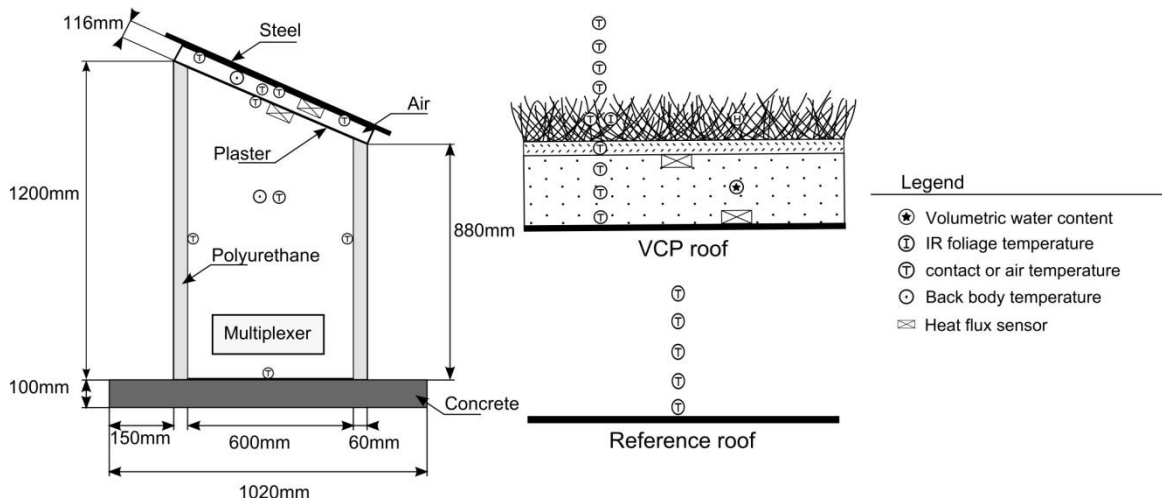 116mm
Steel
Air
Plaster
1200mm
880mm
Polyurethane
Multiplexer
100mm
Concrete
150mm
600mm
60mm
1020mm
T
T
T
T
T
I
H
T
T
T
T
VCP roof
T
T
T
T
T
Reference roof
Legend
Volumetric water content
I IR foliage temperature
T contact or air temperature
Back body temperature
Heat flux sensor
T
T
T
T
T
T
T
T
T